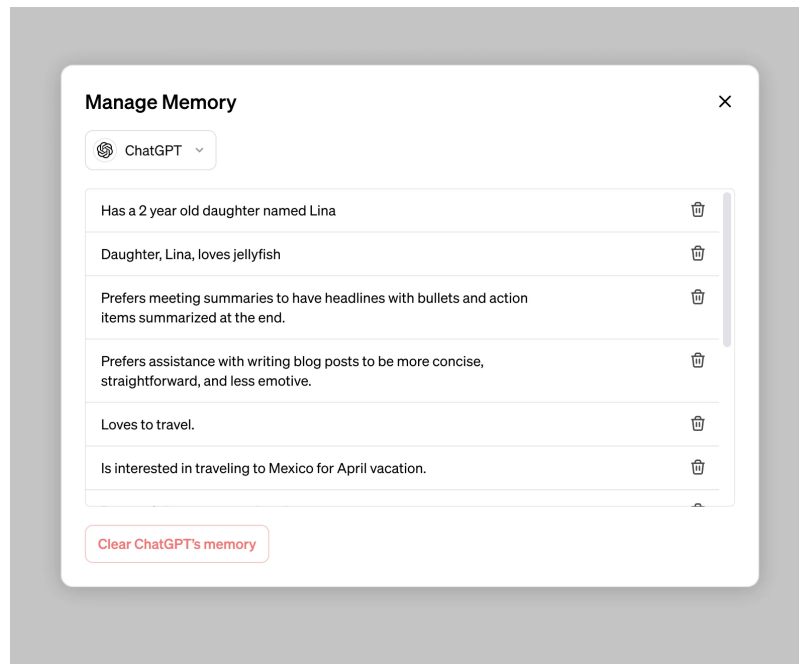 Manage Memory
ChatGPT
Has a 2 year old daughter named Lina
Daughter, Lina, loves jellyfish
Prefers meeting summaries to have headlines with bullets and action
items summarized at the end.
Prefers assistance with writing blog posts to be more concise,
straightforward, and less emotive.
Loves to travel.
Is interested in traveling to Mexico for April vacation.
Clear ChatGPT's memory